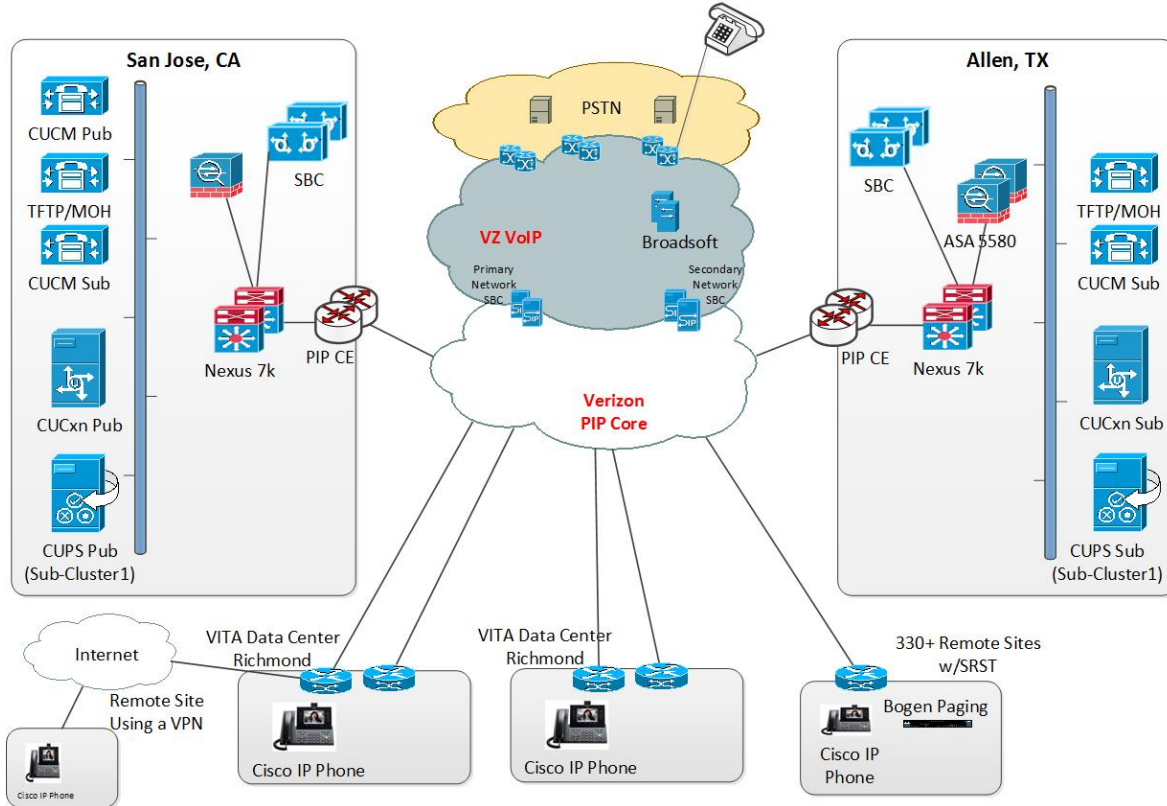 San Jose, CA
CUCM Pub
TFTP/MOH
CUCM Sub
CUCxn Pub
CUPS Pub
(Sub-Cluster1)
SBC
Nexus 7k
PIP CE
PSTN
VZ VoIP
Broadsoft
Primary
Network
SBC
Secondary
Network
SBC
SIP
SIP
Verizon
PIP Core
Allen, TX
SBC
ASA 5580
TFTP/MOH
CUCM Sub
PIP CE
Nexus 7k
CUCxn Sub
CUPS Sub
(Sub-Cluster1)
Internet
Remote Site
Using a VPN
Cisco IP Phone
VITA Data Center
Richmond
Cisco IP Phone
VITA Data Center
Richmond
Cisco IP Phone
330+ Remote Sites
w/SRST
Bogen Paging
Cisco IP
Phone